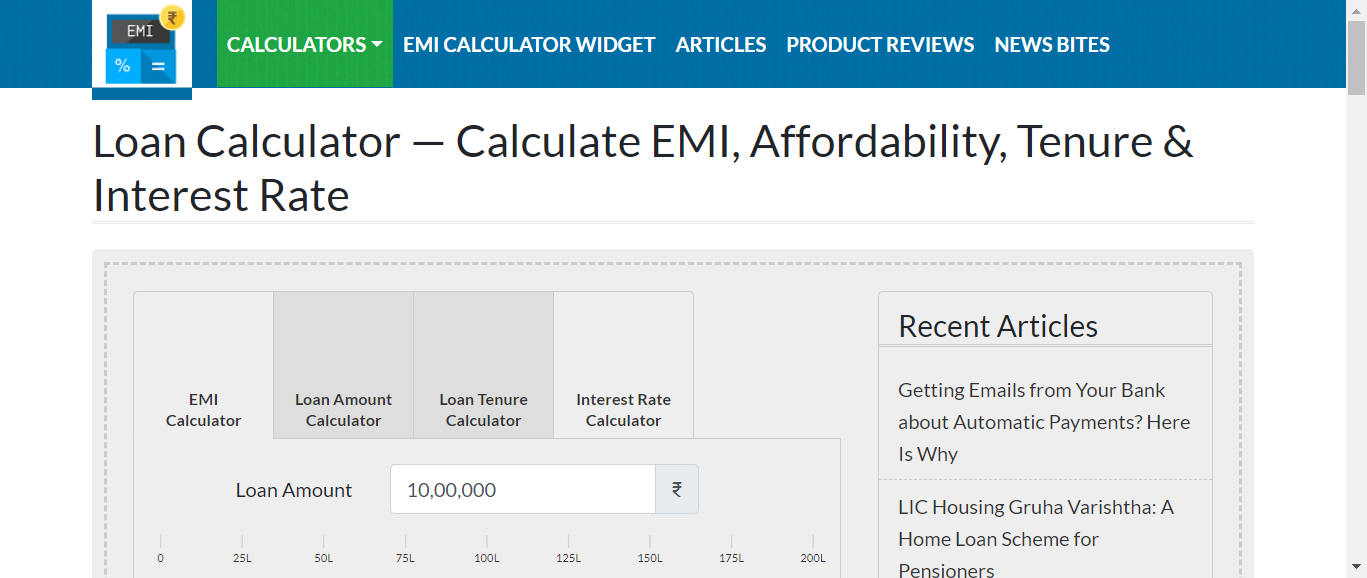 ₹
EMI
% =
CALCULATORS
EMI CALCULATOR WIDGET
ARTICLES
PRODUCT REVIEWS
NEWS BITES
Loan Calculator — Calculate EMI, Affordability, Tenure &
Interest Rate
EMI
Calculator
Loan Amount
Calculator
Loan Tenure
Calculator
Interest Rate
Calculator
Loan Amount
10,00,000 ₹
0 25L 50L 75L 100L 125L 150L 175L 200L
Recent Articles
Getting Emails from Your Bank
about Automatic Payments? Here
Is Why
LIC Housing Gruha Varishtha: A
Home Loan Scheme for
Pensioners